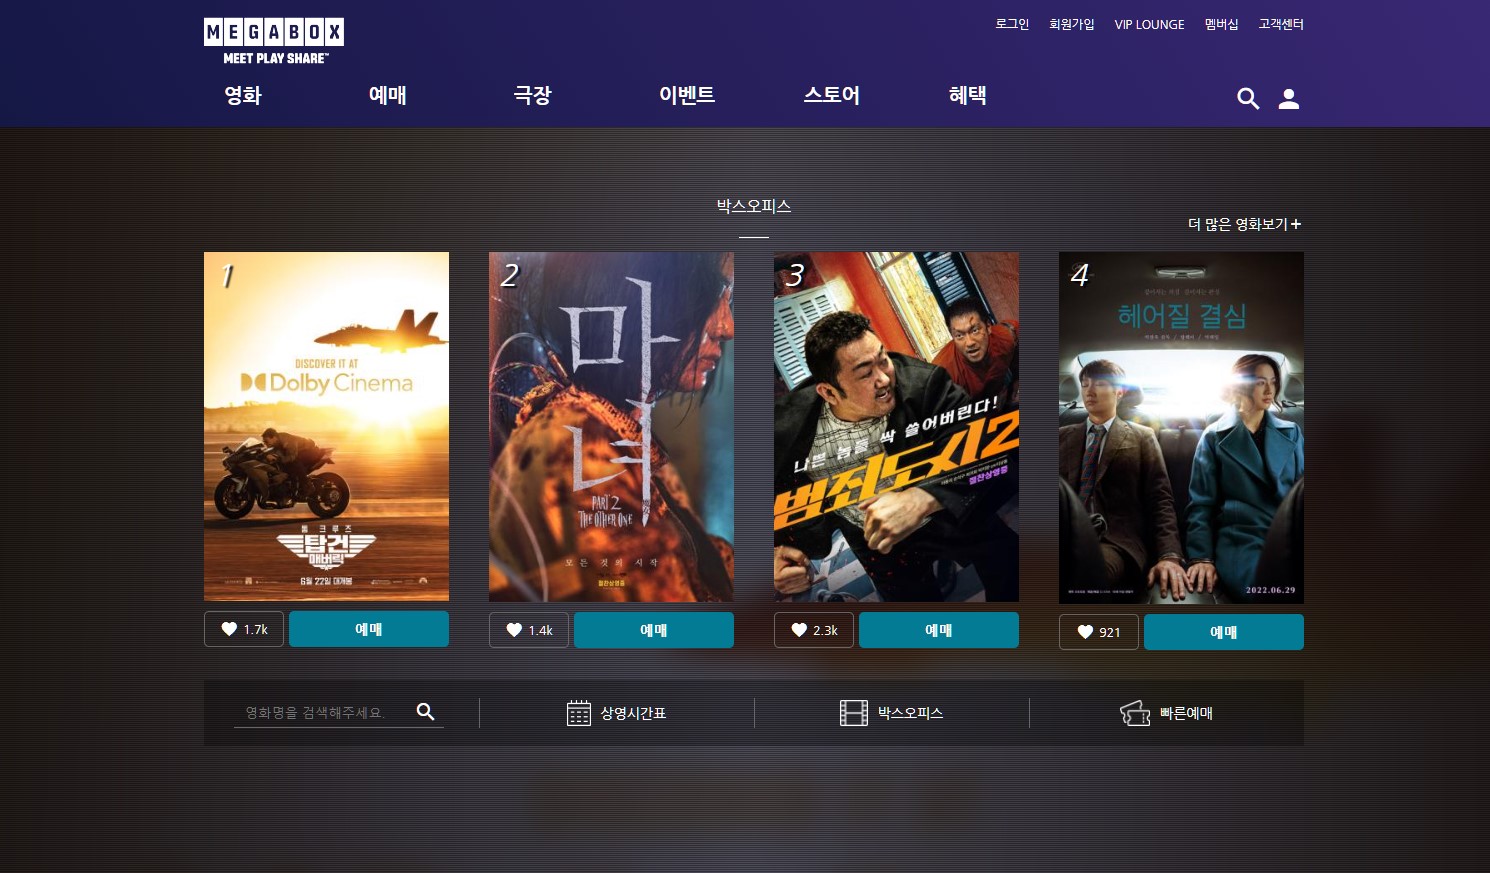 MEGABOX
MEET PLAY SHARE™
로그인 회원가입 VIP LOUNGE 멤버십 고객센터
영화 예매 극장 이벤트 스토어 혜택
박스오피스
더 많은 영화보기+
1
DISCOVER IT AT
Dolby Cinema
톰 크루즈
탑건
매버릭
6월 22일 대개봉
2
마녀
PART 2
THE OTHER ONE
모든 것의 시작
절찬상영중
3
나쁜 놈들 싹 쓸어버린다!
범죄도시2
절찬상영중
4
헤어질 결심
2022.06.29
1.7k 예매
1.4k 예매
2.3k 예매
921 예매
영화명을 검색해주세요.
상영시간표
박스오피스
빠른예매